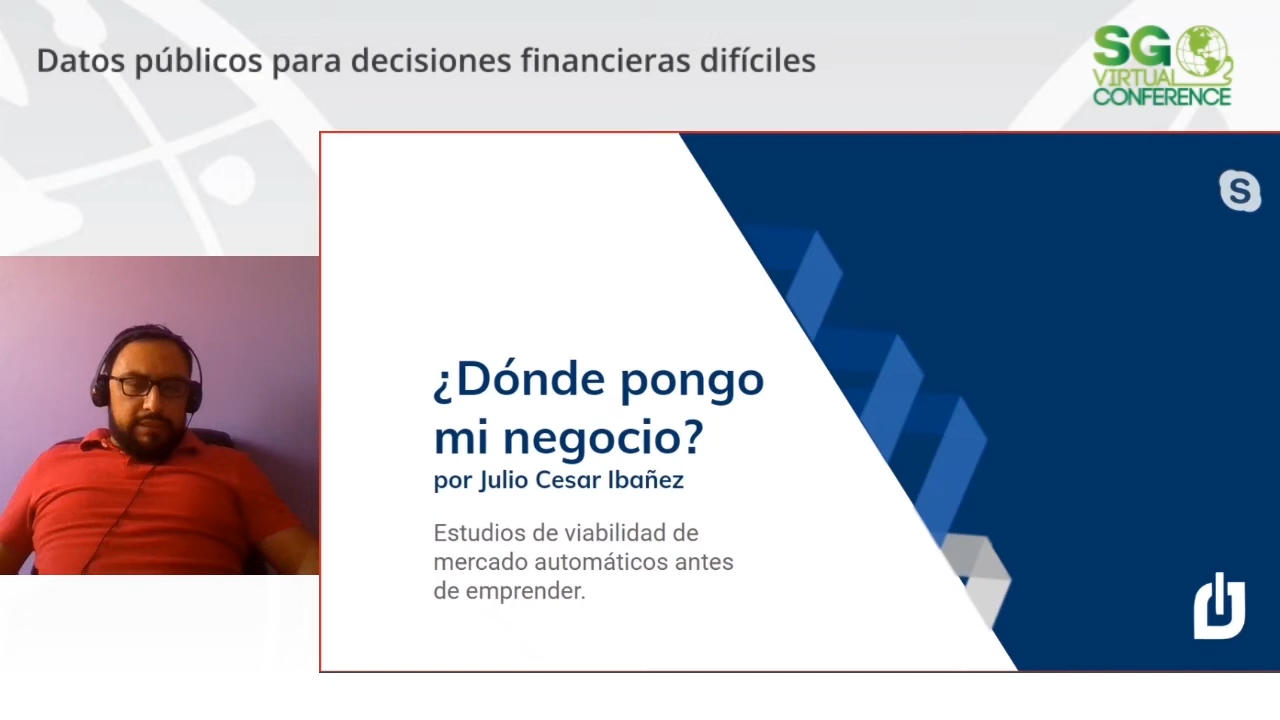 Datos públicos para decisiones financieras difíciles
SG
VIRTUAL
CONFERENCE
S
¿Dónde pongo
mi negocio?
por Julio Cesar Ibañez
Estudios de viabilidad de
mercado automáticos antes
de emprender.